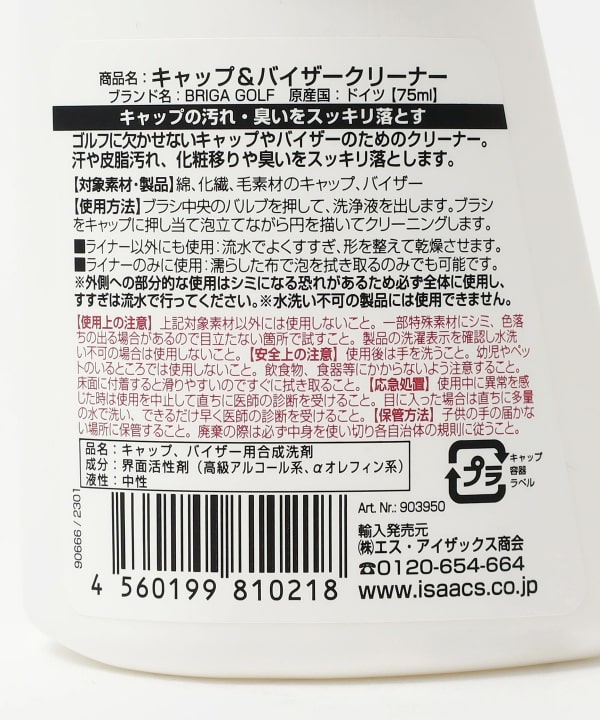 商品名：キャップ＆バイザークリーナー
ブランド名：BRIGA GOLF　原産国：ドイツ【75ml】
キャップの汚れ・臭いをスッキリ落とす
ゴルフに欠かせないキャップやバイザーのためのクリーナー。
汗や皮脂汚れ、化粧移りや臭いをスッキリ落とします。
【対象素材・製品】綿、化繊、毛素材のキャップ、バイザー
【使用方法】ブラシ中央のバルブを押して、洗浄液を出します。ブラシ
をキャップに押し当て泡立てながら円を描いてクリーニングします。
■ライナー以外にも使用：流水でよくすすぎ、形を整えて乾燥させます。
■ライナーのみに使用：濡らした布で泡を拭き取るのみでも可能です。
※外側への部分的な使用はシミになる恐れがあるため必ず全体に使用し、
すすぎは流水で行ってください。※水洗い不可の製品には使用できません。
【使用上の注意】上記対象素材以外には使用しないこと。一部特殊素材にシミ、色落
ちの出る場合があるので目立たない箇所で試すこと。製品の洗濯表示を確認し水洗
い不可の場合は使用しないこと。【安全上の注意】使用後は手を洗うこと。幼児やペッ
トのいるところでは使用しないこと。飲食物、食器等にかからないよう注意すること。
床面に付着すると滑りやすいのですぐに拭き取ること。【応急処置】使用中に異常を感
じた時は使用を中止して直ちに医師の診断を受けること。目に入った場合は直ちに多量
の水で洗い、できるだけ早く医師の診断を受けること。【保管方法】子供の手の届かな
い場所に保管すること。廃棄の際は必ず中身を使い切り各自治体の規則に従うこと。
品名：キャップ、バイザー用合成洗剤
成分：界面活性剤（高級アルコール系、αオレフィン系）
液性：中性
プラ
キャップ
容器
ラベル
90666 / 2301
4 560199 810218
Art. Nr.: 903950
輸入発売元
㈱エス・アイザックス商会
☎0120-654-664
www.isaacs.co.jp